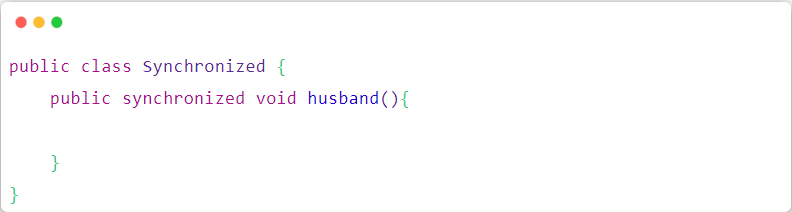 public class Synchronized {
    public synchronized void husband(){
    }
}